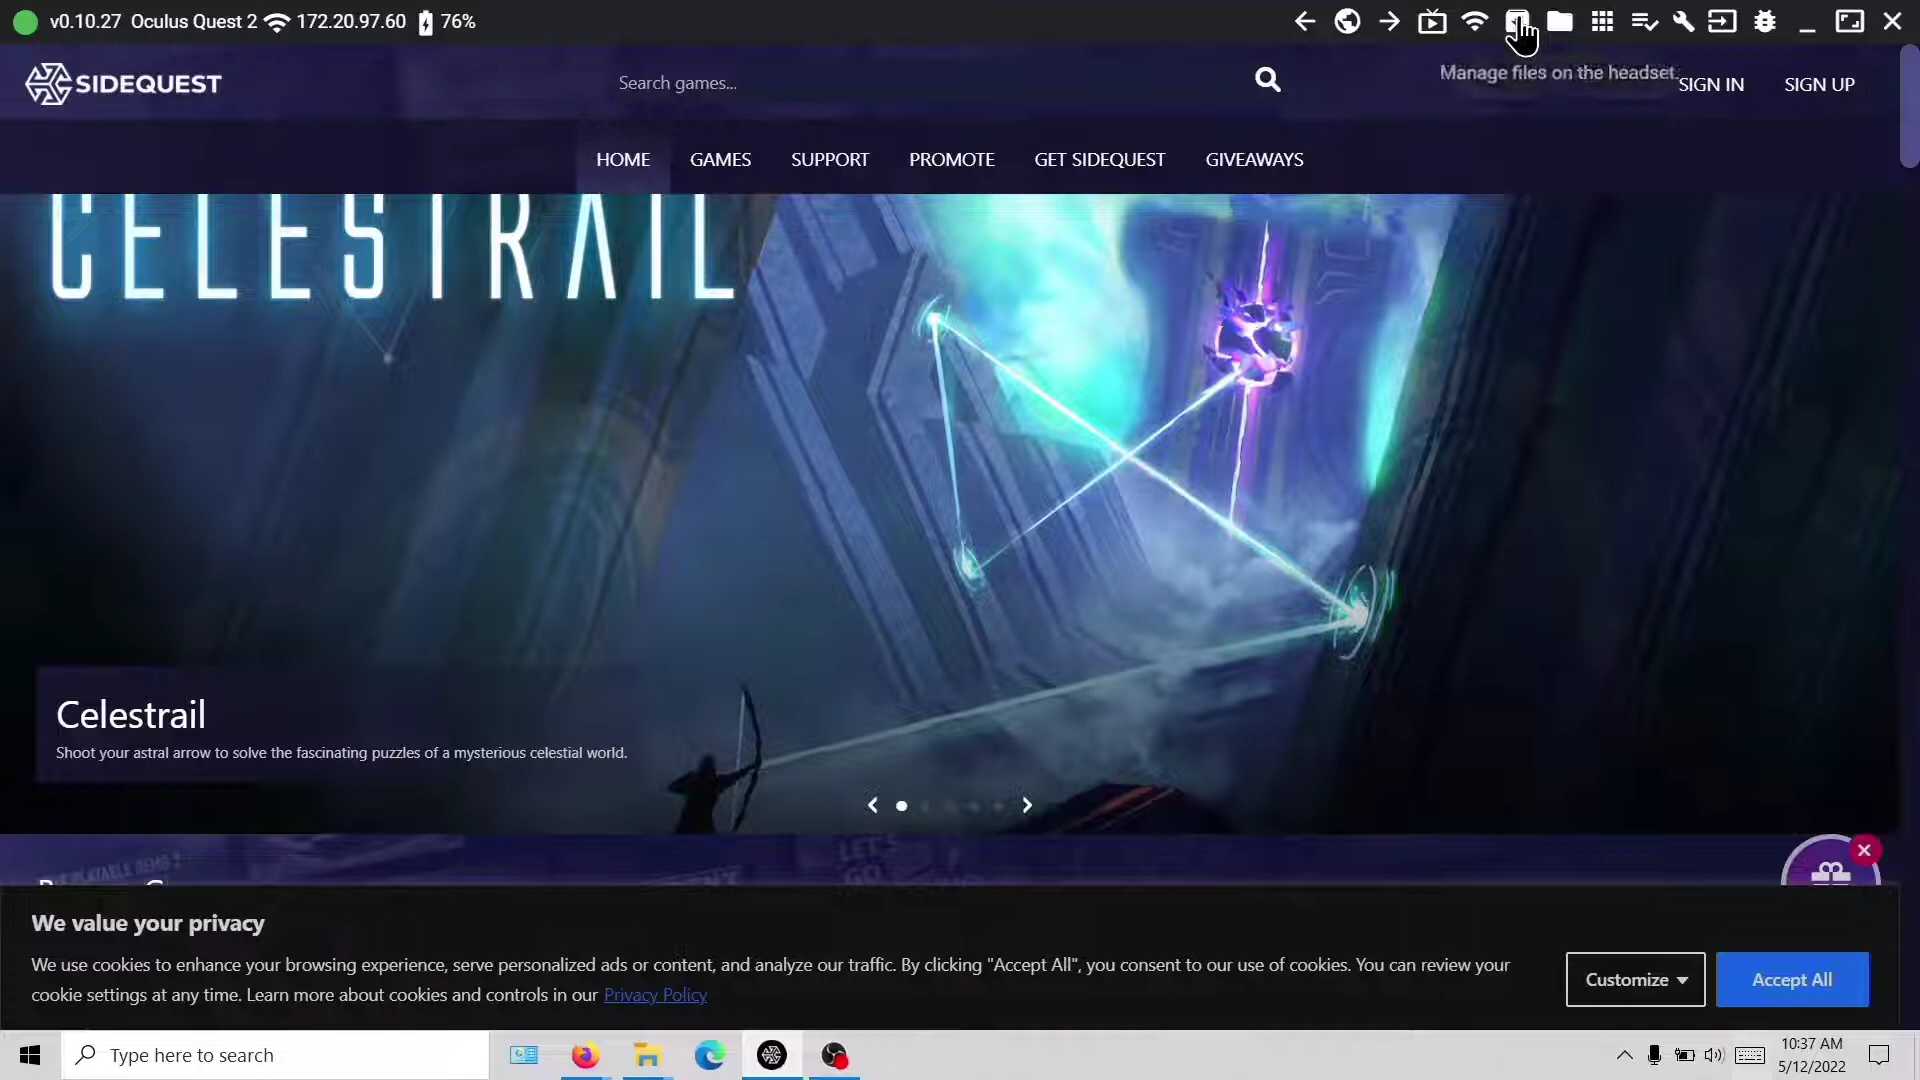 v0.10.27 Oculus Quest 2 172.20.97.60 76%
Manage files on the headset.
SIDEQUEST
Search games...
SIGN IN
SIGN UP
HOME
GAMES
SUPPORT
PROMOTE
GET SIDEQUEST
GIVEAWAYS
CELESTRAIL
Celestrail
Shoot your astral arrow to solve the fascinating puzzles of a mysterious celestial world.
LET'S
GO
We value your privacy
We use cookies to enhance your browsing experience, serve personalized ads or content, and analyze our traffic. By clicking "Accept All", you consent to our use of cookies. You can review your
cookie settings at any time. Learn more about cookies and controls in our Privacy Policy
Customize
Accept All
Type here to search
10:37 AM
5/12/2022